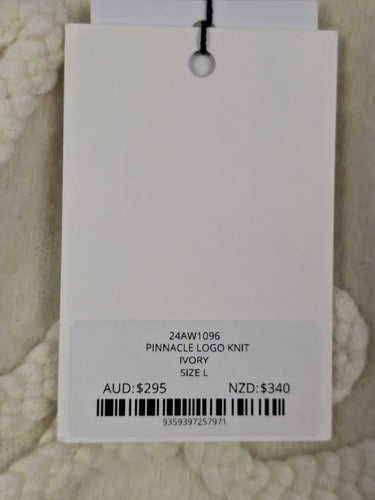 24AW1096
PINNACLE LOGO KNIT
IVORY
SIZE L
AUD:$295 NZD:$340
9359397257971